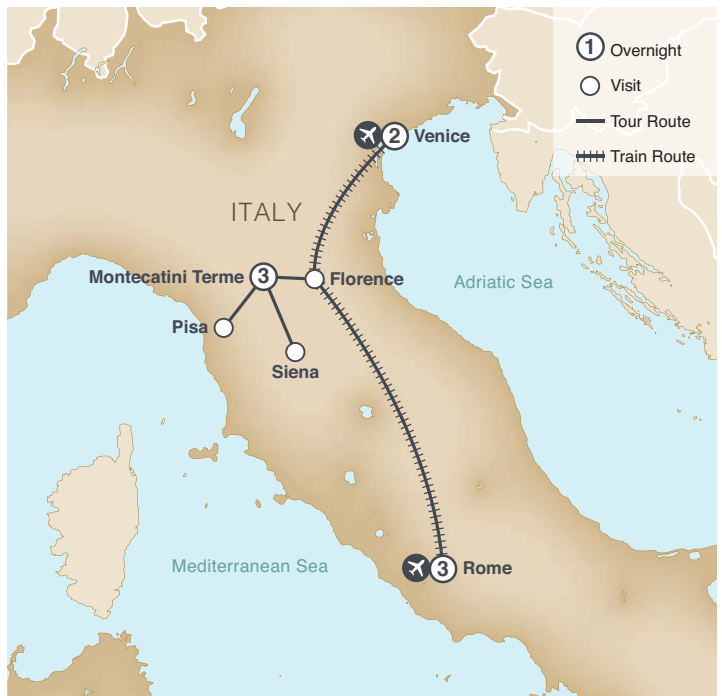 1 Overnight
Visit
Tour Route
Train Route
2 Venice
ITALY
Montecatini Terme 3
Florence
Adriatic Sea
Pisa
Siena
Mediterranean Sea
3 Rome